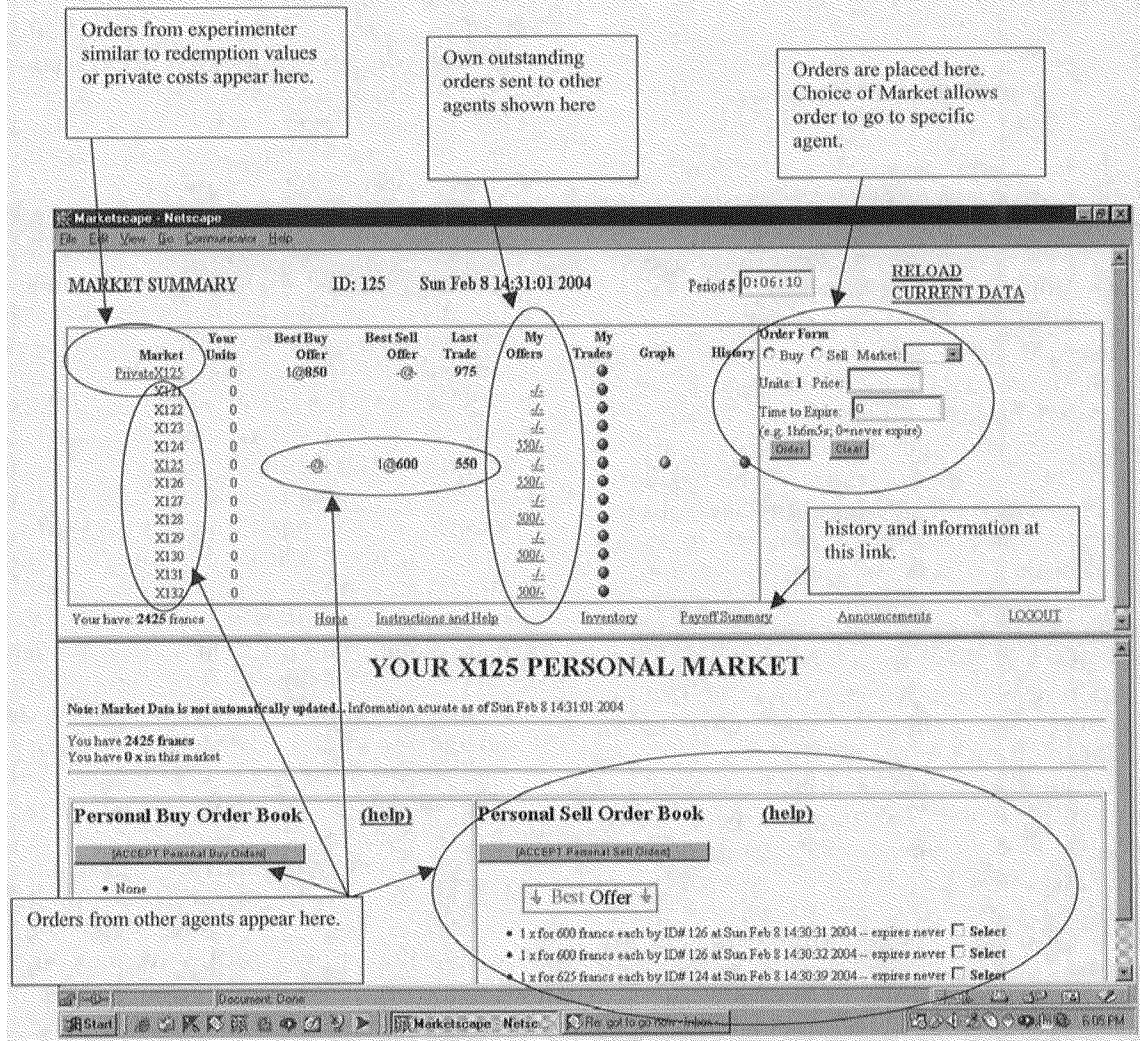 Orders from experimenter
similar to redemption values
or private costs appear here.
Own outstanding
orders sent to other
agents shown here
Orders are placed here.
Choice of Market allows
order to go to specific
agent.
Marketscape - Netscape
File Edit View Go Communicator Help
MARKET SUMMARY ID: 125 Sun Feb 8 14:31:01 2004 Period 5 0:06:10 RELOAD
CURRENT DATA
Market Your Units Best Buy Offer Best Sell Offer Last Trade My Offers My Trades Graph History
PrivateX125 0 1@850 -@- 975
X121 0 -/-
X122 0 -/-
X123 0 -/-
X124 0 550/-
X125 0 -@- 1@600 550 -/-
X126 0 550/-
X127 0 -/-
X128 0 500/-
X129 0 -/-
X130 0 500/-
X131 0 -/-
X132 0 500/-
Order Form
Buy Sell Market:
Units: 1 Price:
Time to Expire: 0
(e.g. 1h6m5s; 0=never expire)
Order Clear
history and information at
this link.
Your have: 2425 francs Home Instructions and Help Inventory Payoff Summary Announcements LOGOUT
YOUR X125 PERSONAL MARKET
Note: Market Data is not automatically updated... Information acurate as of Sun Feb 8 14:31:01 2004
You have 2425 francs
You have 0 x in this market
Personal Buy Order Book (help)
[ACCEPT Personal Buy Orders]
• None
Personal Sell Order Book (help)
[ACCEPT Personal Sell Orders]
Best Offer
• 1 x for 600 francs each by ID# 126 at Sun Feb 8 14:30:31 2004 -- expires never Select
• 1 x for 600 francs each by ID# 126 at Sun Feb 8 14:30:32 2004 -- expires never Select
• 1 x for 625 francs each by ID# 124 at Sun Feb 8 14:30:39 2004 -- expires never Select
Orders from other agents appear here.
Document: Done
Start Marketscape - Netsc Re: got to go now - Inbox 6:05 PM